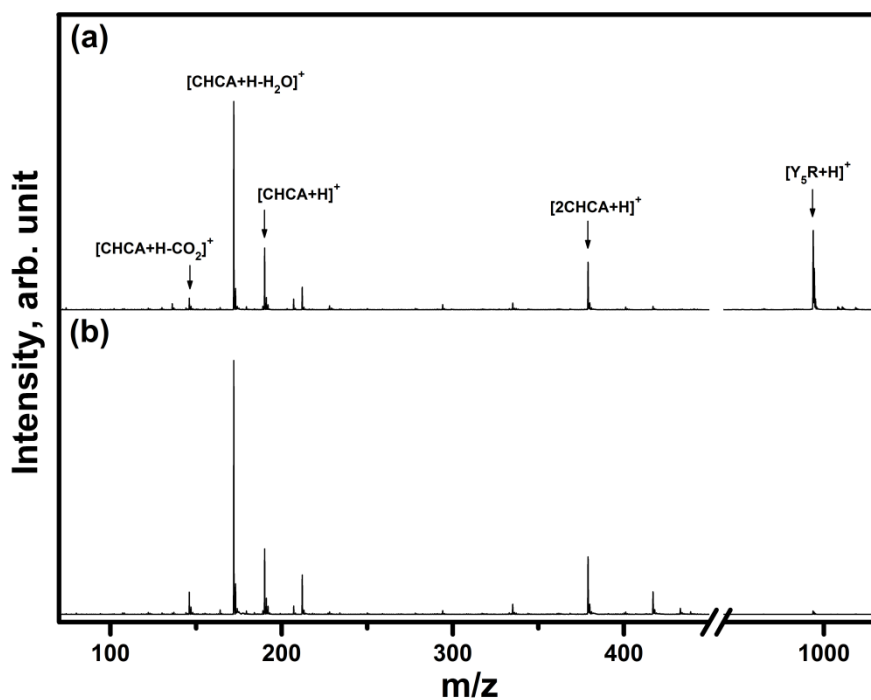 (a)
[CHCA+H-H₂O]⁺
[CHCA+H]⁺
[CHCA+H-CO₂]⁺
[2CHCA+H]⁺
[Y₅R+H]⁺
(b)
Intensity, arb. unit
100 200 300 400 1000
m/z